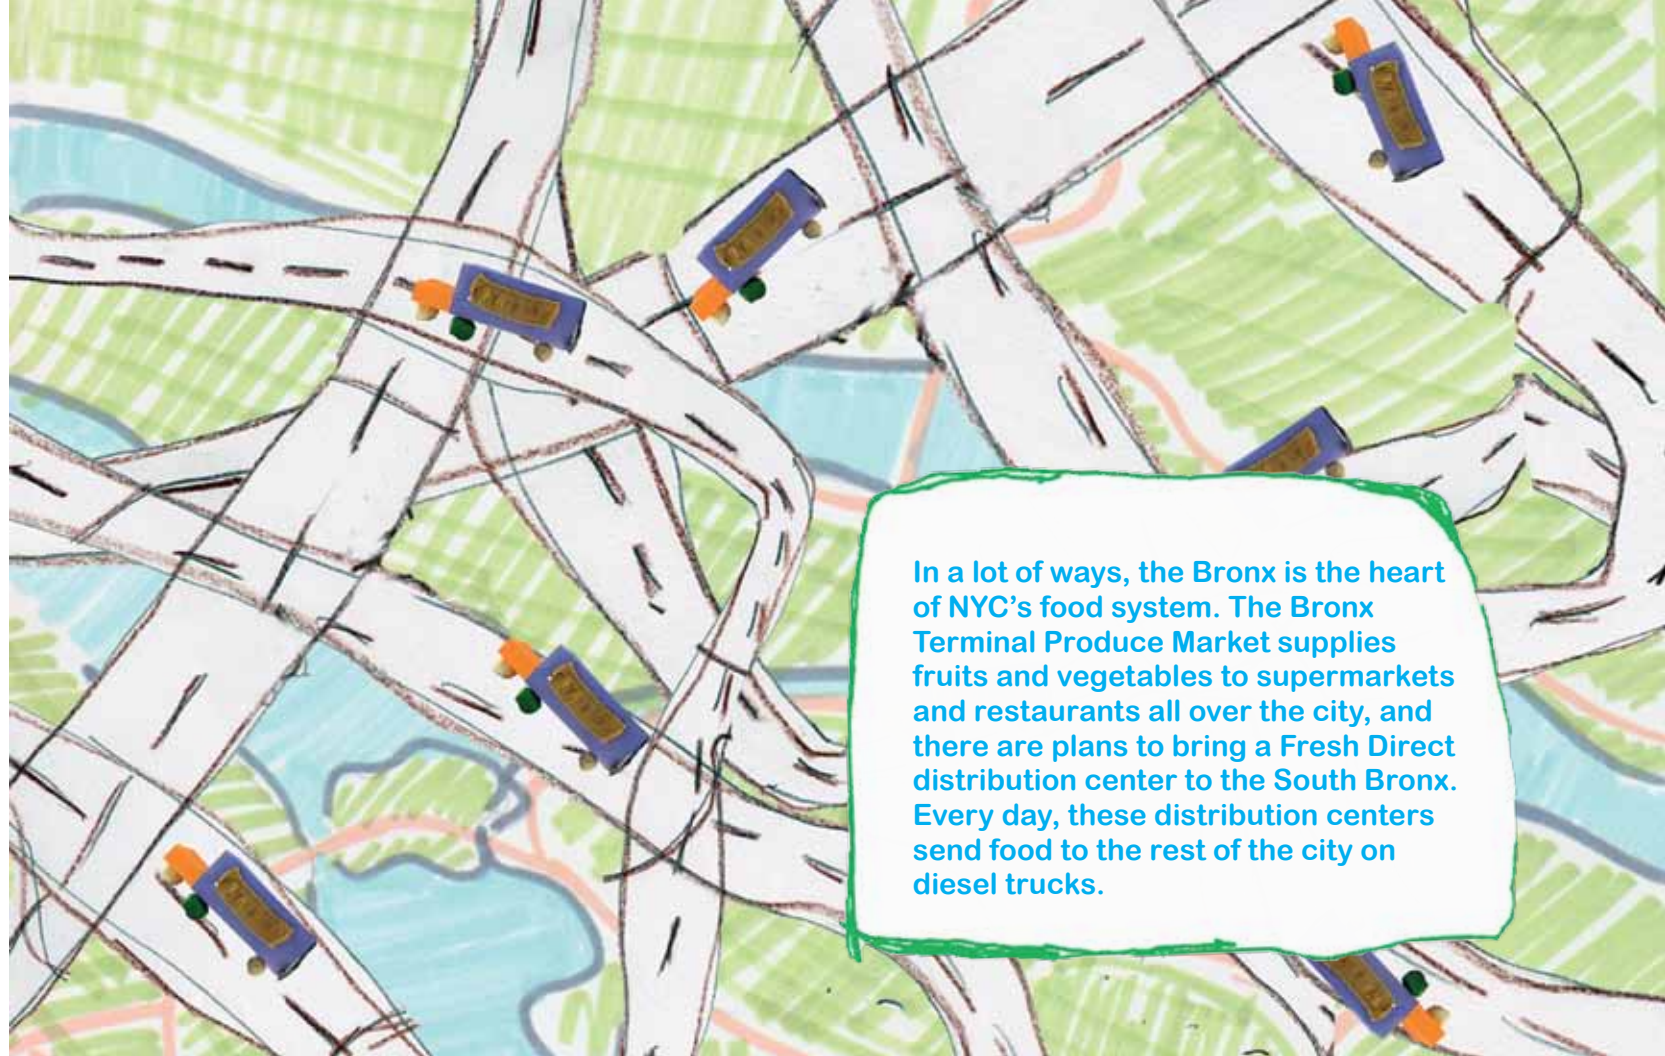 In a lot of ways, the Bronx is the heart
of NYC’s food system. The Bronx
Terminal Produce Market supplies
fruits and vegetables to supermarkets
and restaurants all over the city, and
there are plans to bring a Fresh Direct
distribution center to the South Bronx.
Every day, these distribution centers
send food to the rest of the city on
diesel trucks.